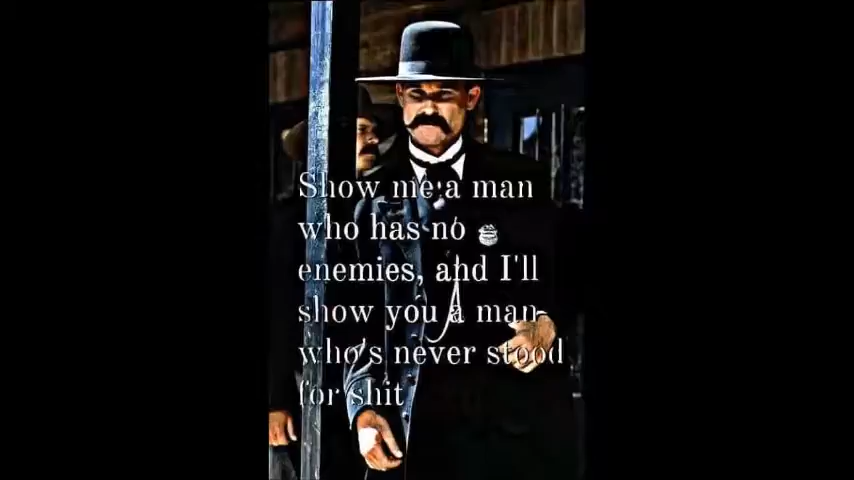 Show me a man
who has no
enemies, and I'll
show you a man
who's never stood
for shit